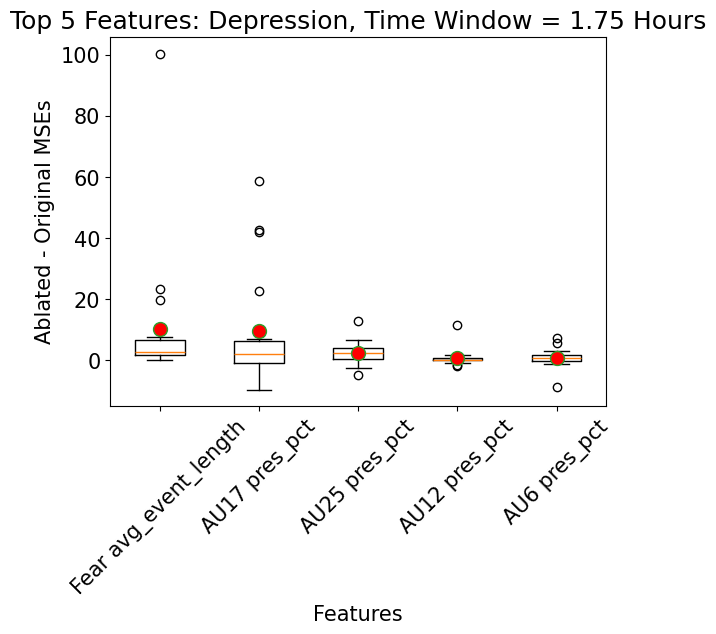 Top 5 Features: Depression, Time Window = 1.75 Hours
Ablated - Original MSEs
100
80
60
40
20
0
Fear avg_event_length
AU17 pres_pct
AU25 pres_pct
AU12 pres_pct
AU6 pres_pct
Features